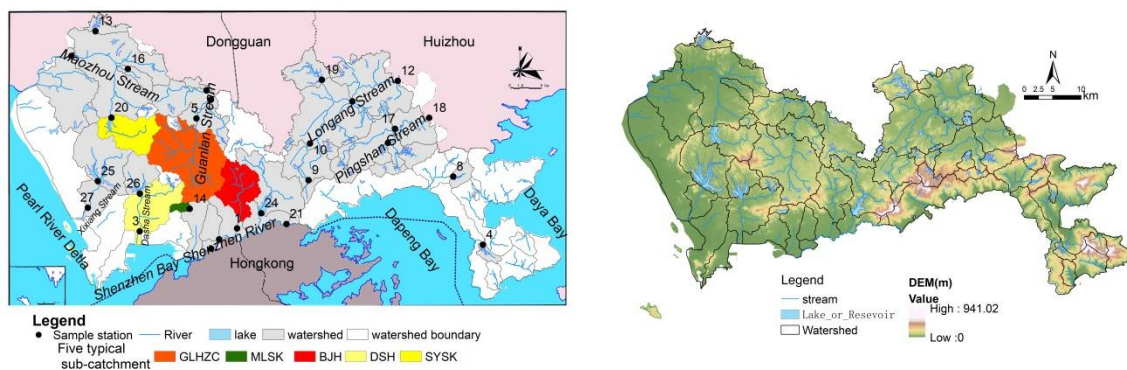 13
Dongguan
Huizhou
16
Maozhou Stream
19
12
20
5
Guanlan Stream
Longang Stream
18
17
10
Pingshan Stream
25
26
9
8
27
Xixiang Stream
14
24
21
3
Dasha Stream
4
Pearl River Delta
Shenzhen Bay
Shenzhen River
Hongkong
Dapeng Bay
Daya Bay
Legend
Sample station
River
lake
watershed
watershed boundary
Five typical
sub-catchment
GLHZC
MLSK
BJH
DSH
SYSK
N
0 2.5 5 10
km
Legend
stream
Lake_or_Resevoir
Watershed
DEM(m)
Value
High : 941.02
Low :0